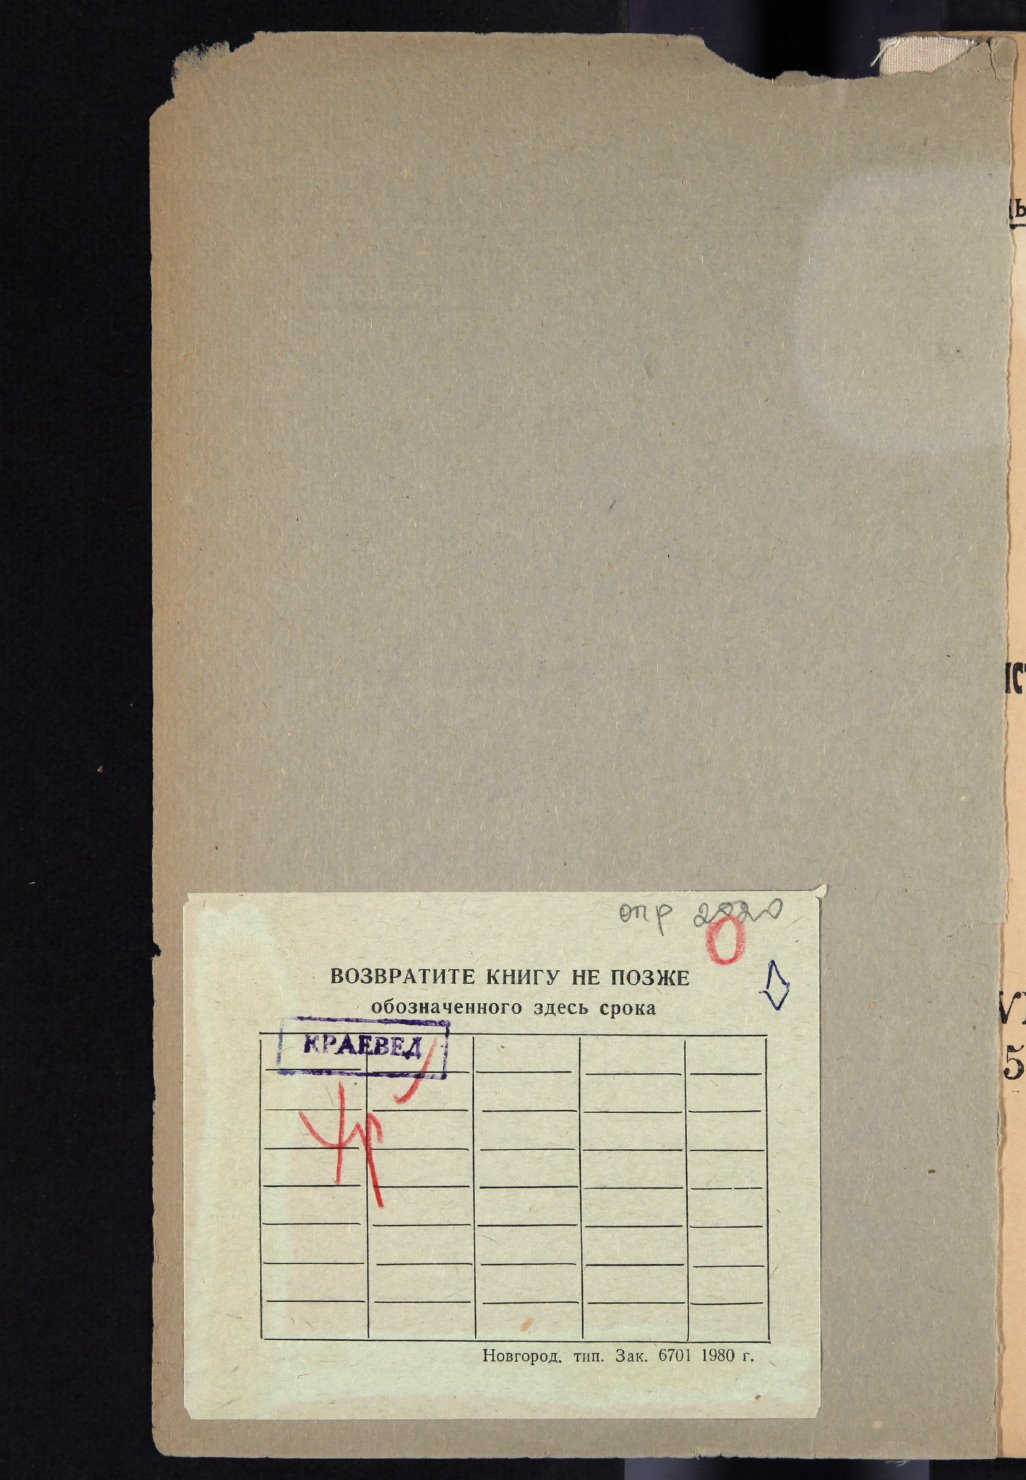 опр 2020
О
ВОЗВРАТИТЕ КНИГУ НЕ ПОЗЖЕ
обозначенного здесь срока
КРАЕВЕД
Новгород. тип. Зак. 6701 1980 г.